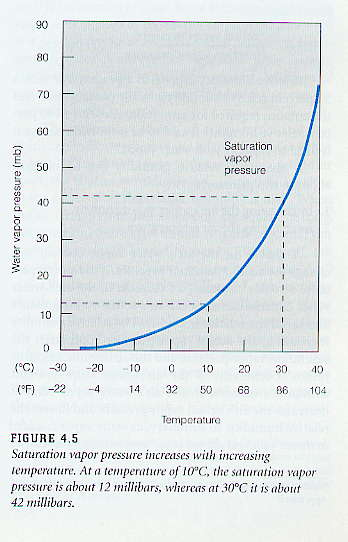 90
80
70
60
50
40
30
20
10
0
Water vapor pressure (mb)
Saturation
vapor
pressure
(°C) −30 −20 −10 0 10 20 30 40
(°F) −22 −4 14 32 50 68 86 104
Temperature
FIGURE 4.5
Saturation vapor pressure increases with increasing
temperature. At a temperature of 10°C, the saturation vapor
pressure is about 12 millibars, whereas at 30°C it is about
42 millibars.